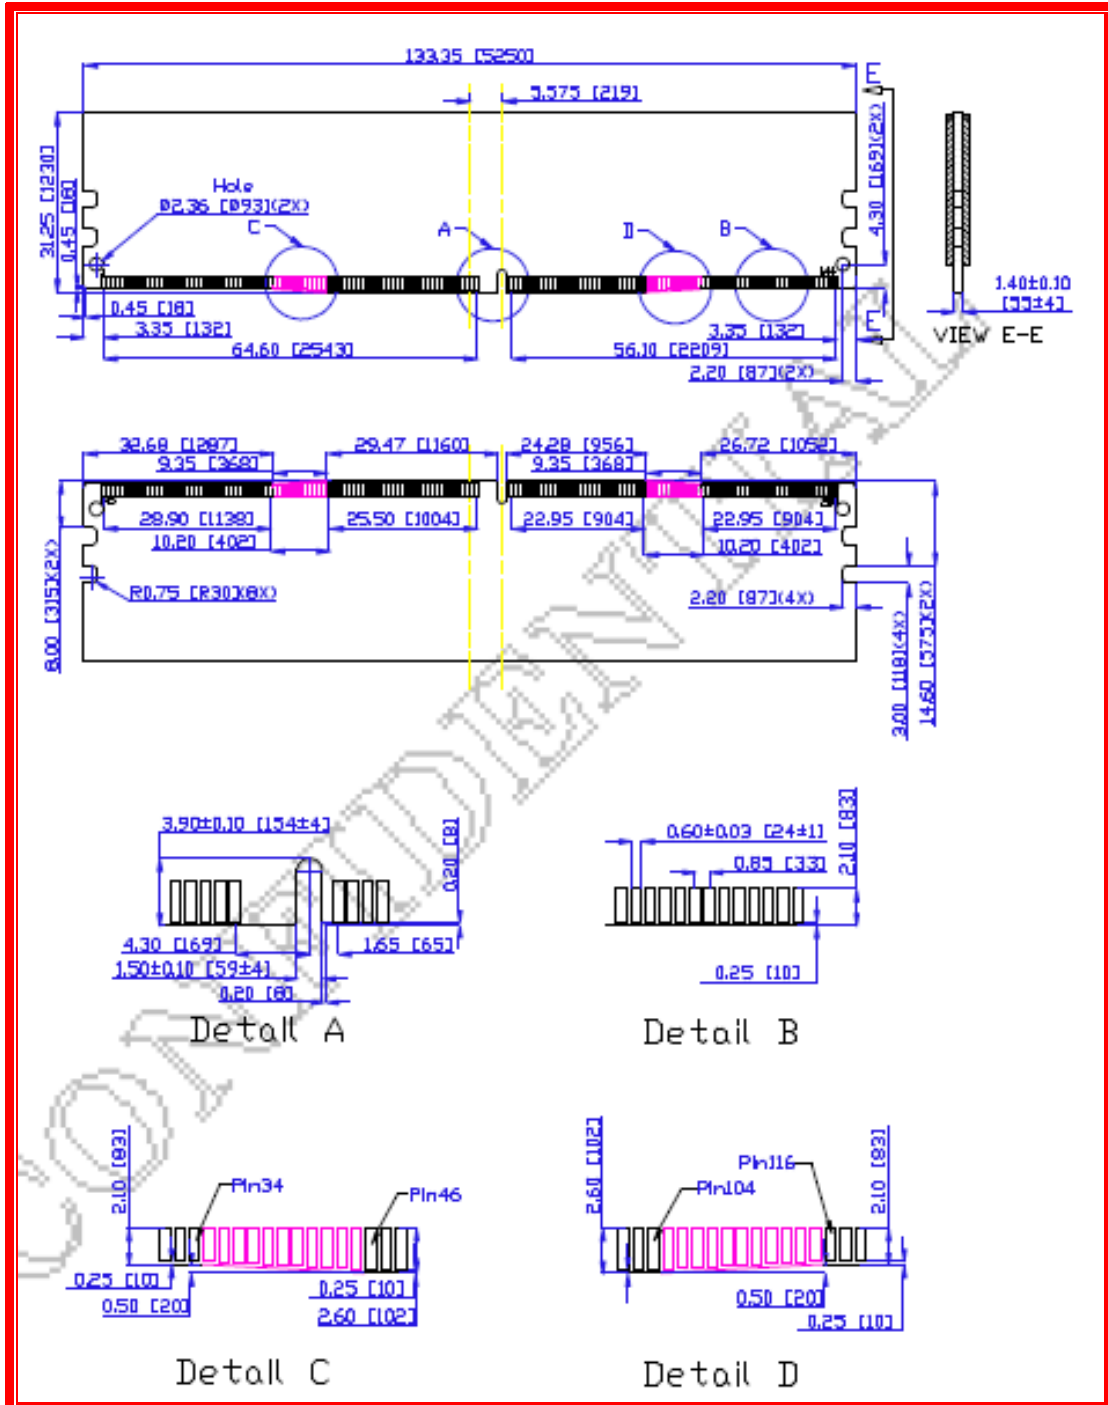 133.35 [5250]
5.575 [219]
E
31.25 [1230]
0.45 [18]
Hole
Ø2.36 [Ø93](2X)
C
A
D
B
4.30 [169](2X)
1.40±0.10
[55±4]
0.45 [18]
3.35 [132]
64.60 [2543]
56.10 [2209]
3.35 [132]
E
2.20 [87](2X)
VIEW E-E
32.68 [1287]
29.47 [1160]
24.28 [956]
26.72 [1052]
9.35 [368]
9.35 [368]
28.90 [1138]
25.50 [1004]
22.95 [904]
22.95 [904]
10.20 [402]
10.20 [402]
R0.75 [R30](8X)
2.20 [87](4X)
8.00 [315](2X)
3.00 [118](4X)
14.60 [575](2X)
3.90±0.10 [154±4]
0.20 [8]
4.30 [169]
1.65 [65]
1.50±0.10 [59±4]
0.20 [8]
Detail A
0.60±0.03 [24±1]
0.85 [33]
2.10 [83]
0.25 [10]
Detail B
2.10 [83]
Pin34
Pin46
0.25 [10]
0.50 [20]
0.25 [10]
2.60 [102]
Detail C
2.60 [102]
Pin116
Pin104
2.10 [83]
0.50 [20]
0.25 [10]
Detail D
CONFIDENTIAL